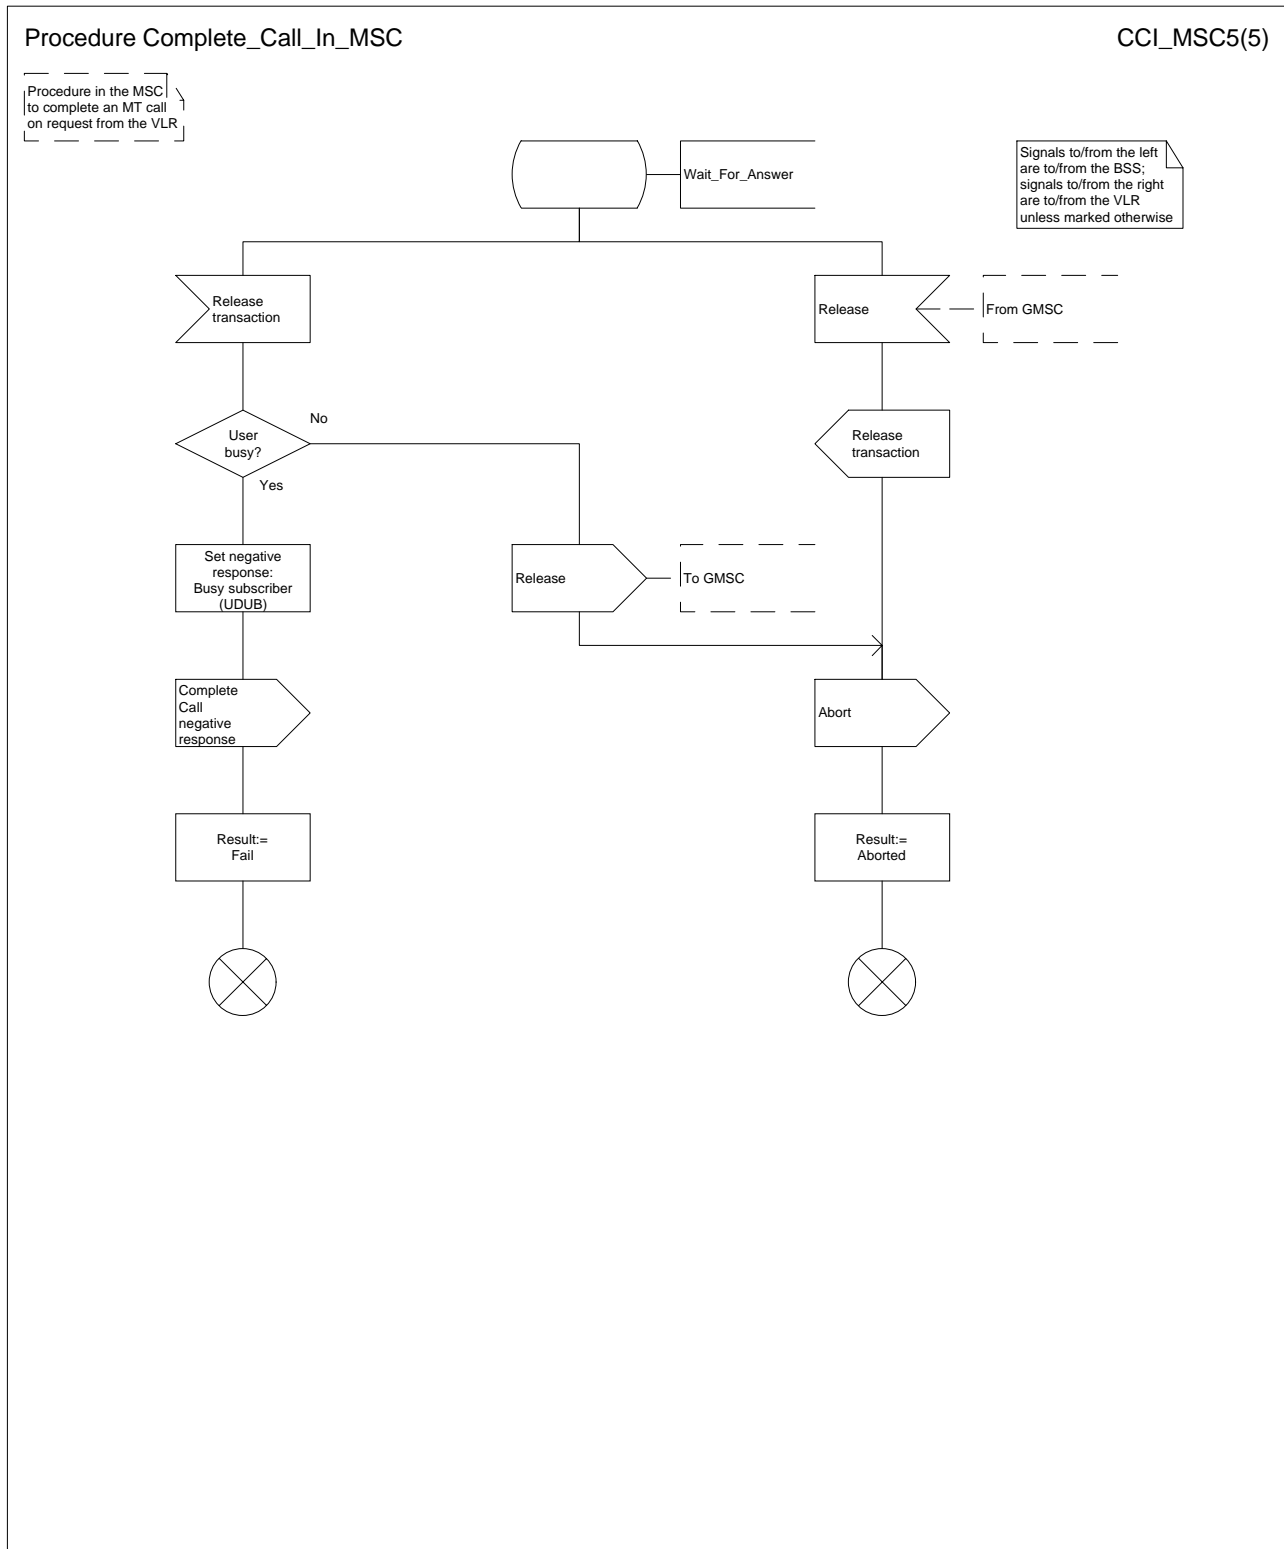 Procedure Complete_Call_In_MSC
CCI_MSC5(5)
Procedure in the MSC
to complete an MT call
on request from the VLR
Wait_For_Answer
Signals to/from the left
are to/from the BSS;
signals to/from the right
are to/from the VLR
unless marked otherwise
Release
transaction
Release
From GMSC
User
busy?
No
Yes
Release
transaction
Set negative
response:
Busy subscriber
(UDUB)
Release
To GMSC
Complete
Call
negative
response
Abort
Result:=
Fail
Result:=
Aborted